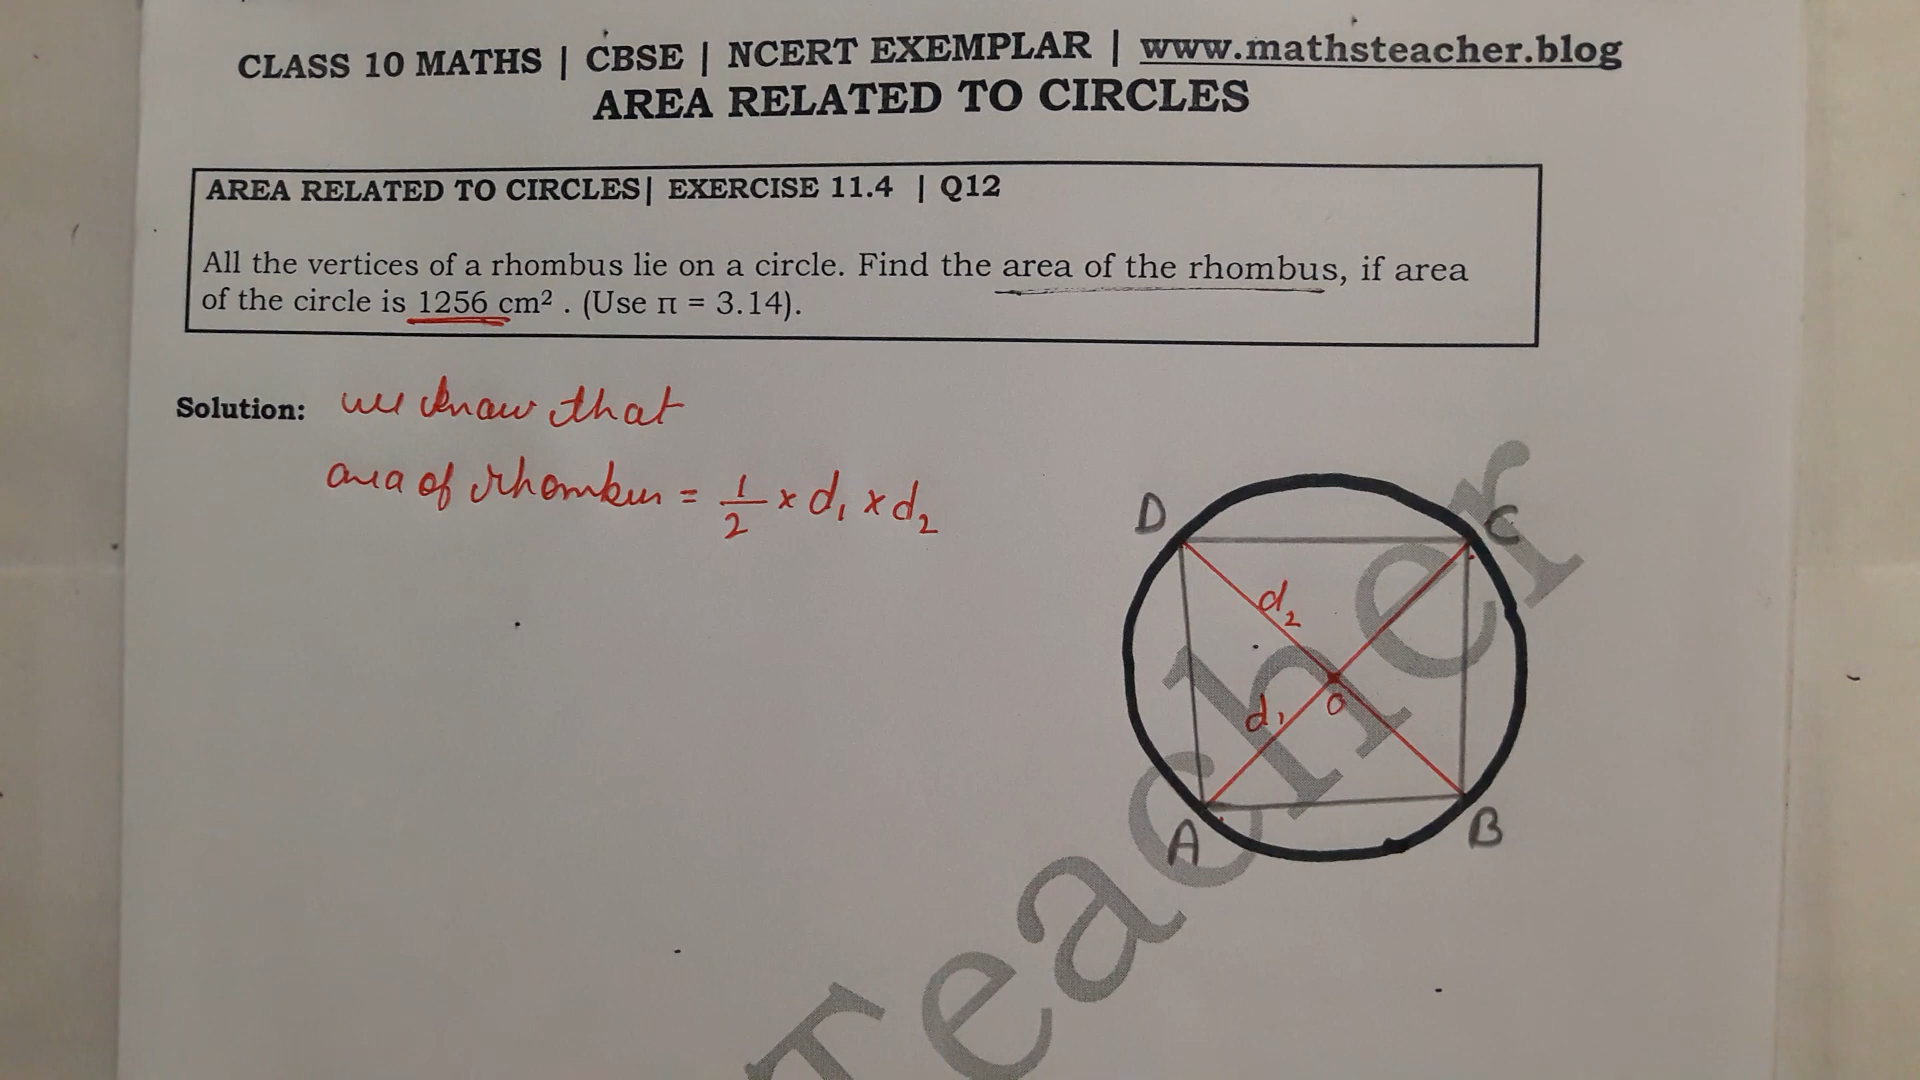 CLASS 10 MATHS | CBSE | NCERT EXEMPLAR | www.mathsteacher.blog
AREA RELATED TO CIRCLES
AREA RELATED TO CIRCLES| EXERCISE 11.4 | Q12
All the vertices of a rhombus lie on a circle. Find the area of the rhombus, if area
of the circle is 1256 cm² . (Use π = 3.14).
Solution: we know that
area of rhombus = 1/2 × d₁ × d₂
D
C
d₂
d₁
O
A
B
Teacher